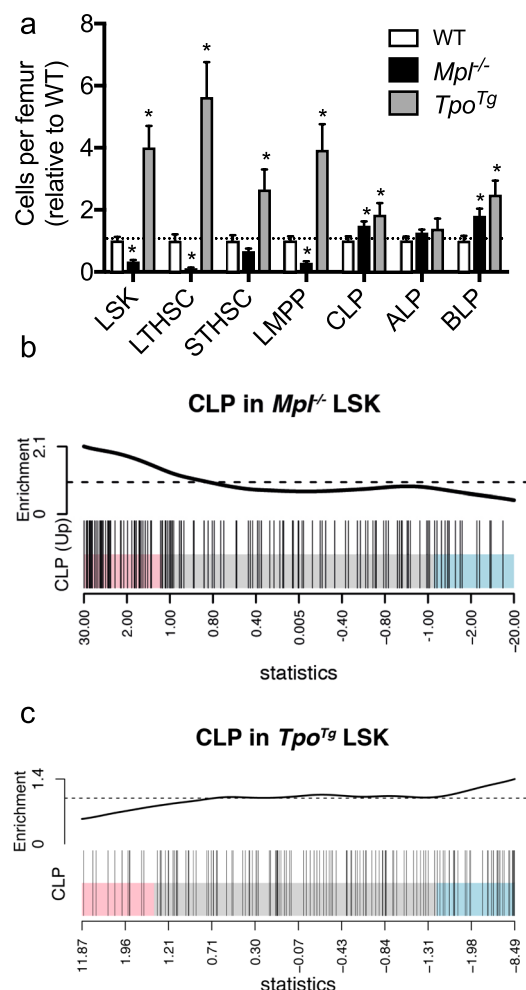 a
Cells per femur
(relative to WT)
8
6
4
2
0
WT
Mpl-/-
TpoTg
* * * * * * * * * * *
LSK LTHSC STHSC LMPP CLP ALP BLP
b
CLP in Mpl-/- LSK
Enrichment
2.1
0
CLP (Up)
30.00 2.00 1.00 0.80 0.40 0.005 -0.40 -0.80 -1.00 -2.00 -20.00
statistics
c
CLP in TpoTg LSK
Enrichment
1.4
0
CLP
11.87 1.96 1.21 0.71 0.30 -0.07 -0.43 -0.84 -1.31 -1.98 -8.49
statistics